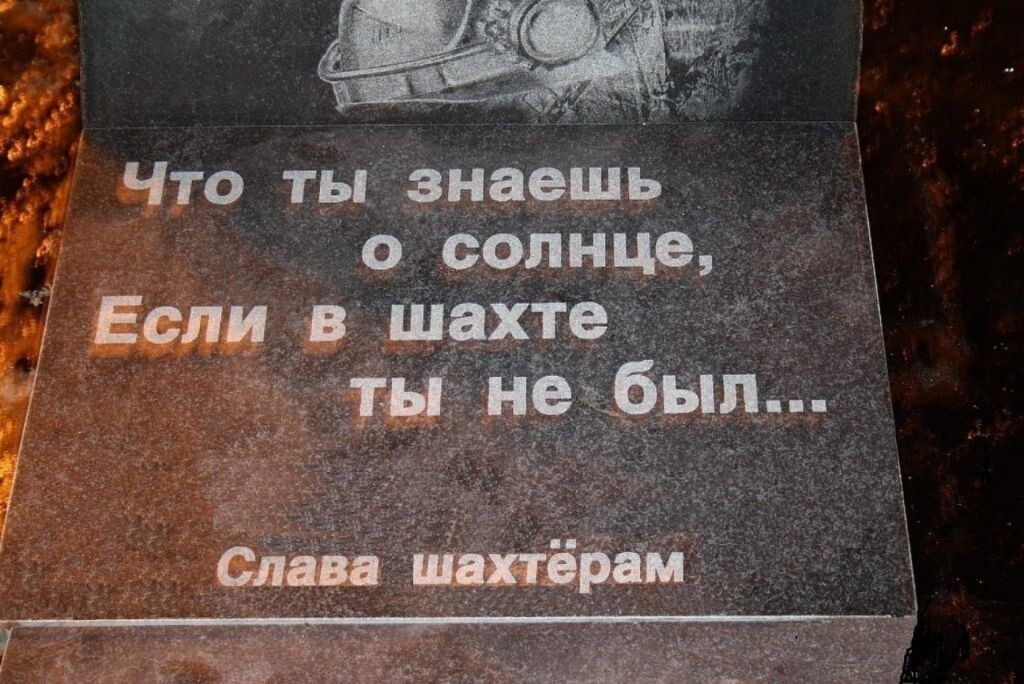 Что ты знаешь
о солнце,
Если в шахте
ты не был...
Слава шахтёрам